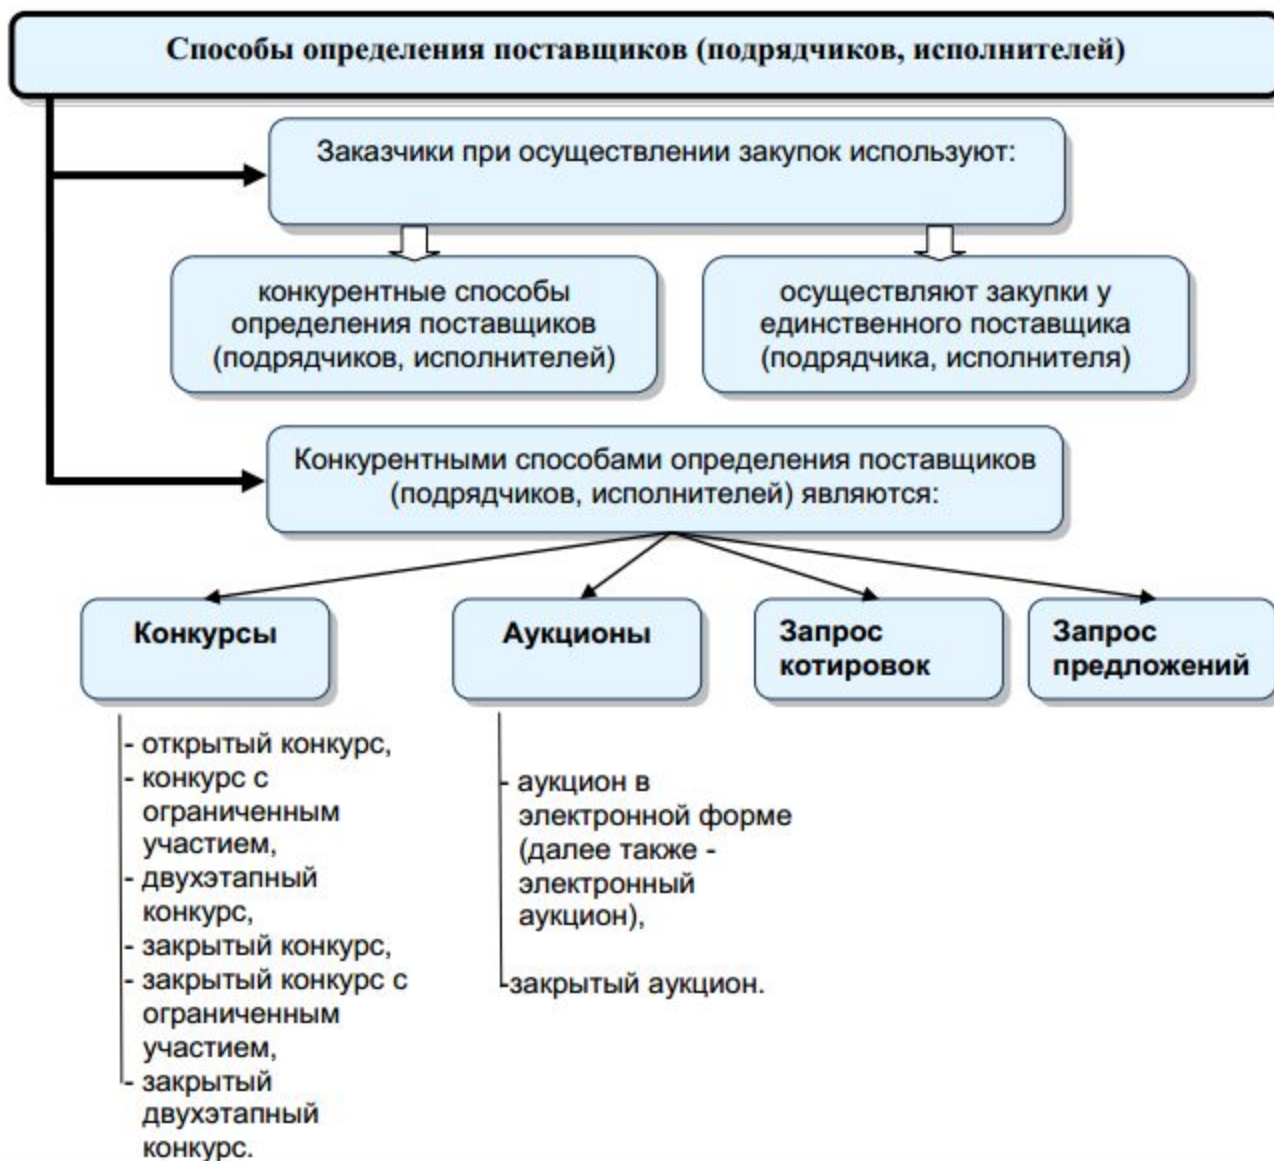 Способы определения поставщиков (подрядчиков, исполнителей)
Заказчики при осуществлении закупок используют:
конкурентные способы
определения поставщиков
(подрядчиков, исполнителей)
осуществляют закупки у
единственного поставщика
(подрядчика, исполнителя)
Конкурентными способами определения поставщиков
(подрядчиков, исполнителей) являются:
Конкурсы
- открытый конкурс,
- конкурс с
ограниченным
участием,
- двухэтапный
конкурс,
- закрытый конкурс,
- закрытый конкурс с
ограниченным
участием,
- закрытый
двухэтапный
конкурс.
Аукционы
- аукцион в
электронной форме
(далее также -
электронный
аукцион),
-закрытый аукцион.
Запрос
котировок
Запрос
предложений